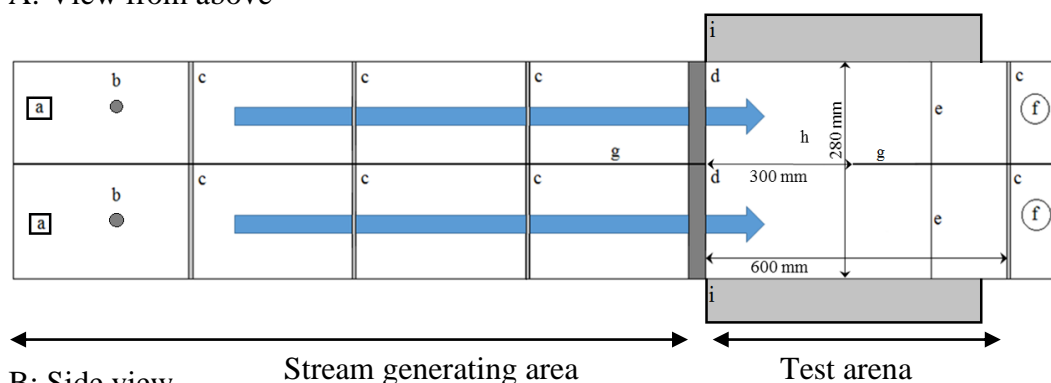 A: View from above
i
b c c c d c
a e f
h 280 mm
g g
300 mm
c c c d c
b
a e f
600 mm
i
Stream generating area Test arena
B: Side view